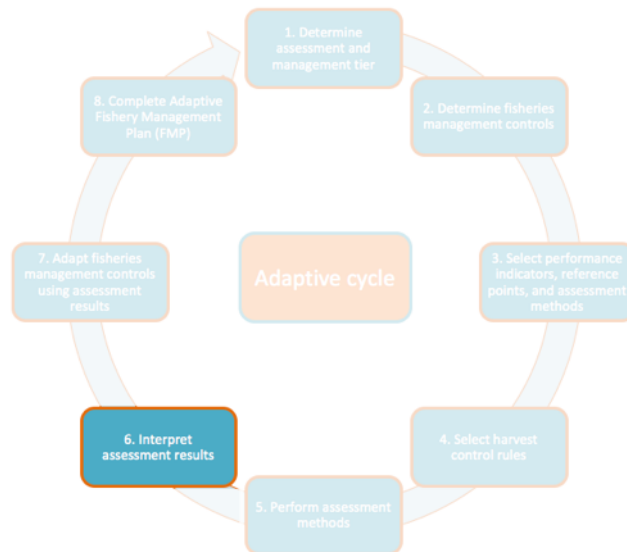 1. Determine
assessment and
management tier
8. Complete Adaptive
Fishery Management
Plan (FMP)
2. Determine fisheries
management controls
7. Adapt fisheries
management controls
using assessment
results
Adaptive cycle
3. Select performance
indicators, reference
points, and assessment
methods
6. Interpret
assessment results
4. Select harvest
control rules
5. Perform assessment
methods